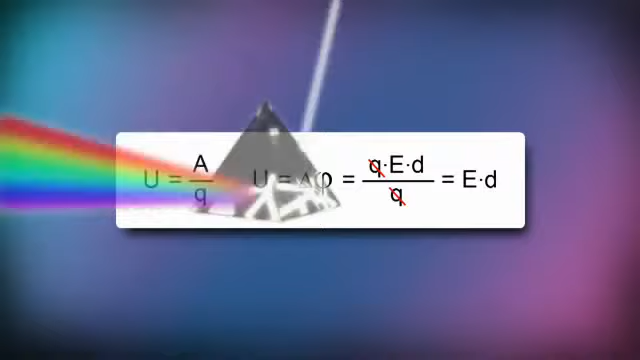 U = A/q U = Δφ = q·E·d/q = E·d